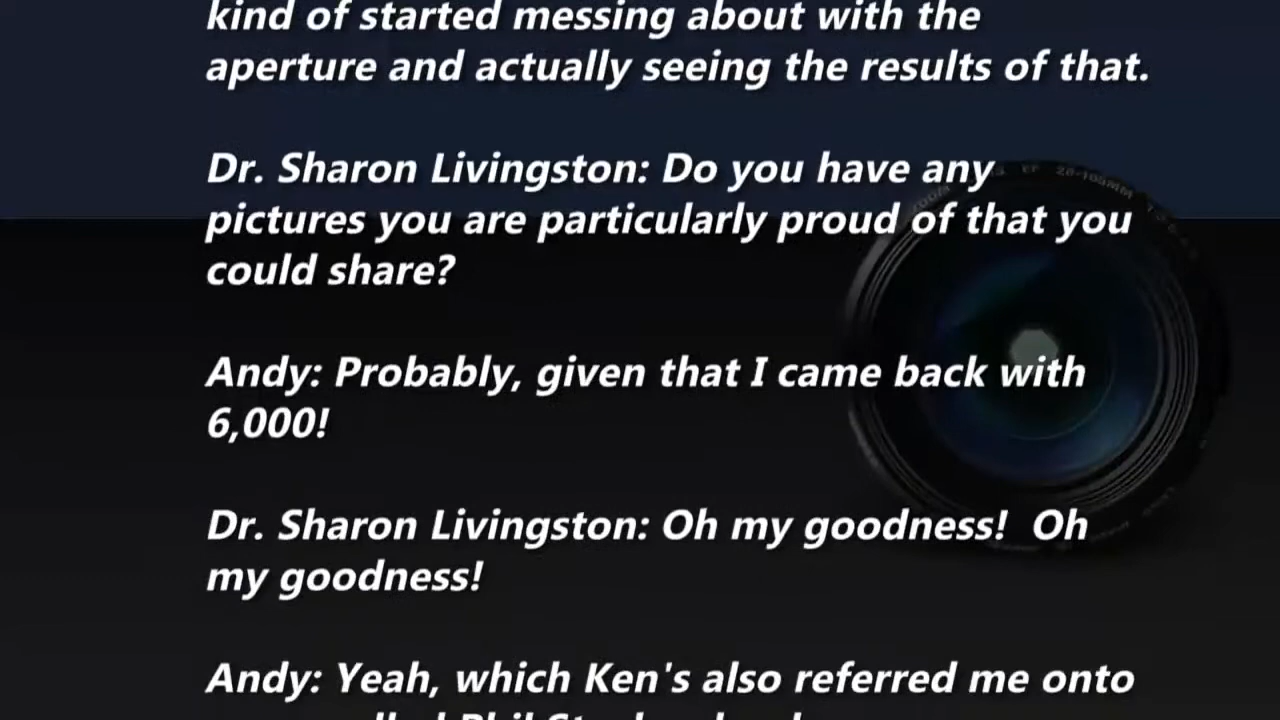 kind of started messing about with the
aperture and actually seeing the results of that.
Dr. Sharon Livingston: Do you have any
pictures you are particularly proud of that you
could share?
Andy: Probably, given that I came back with
6,000!
Dr. Sharon Livingston: Oh my goodness!  Oh
my goodness!
Andy: Yeah, which Ken's also referred me onto